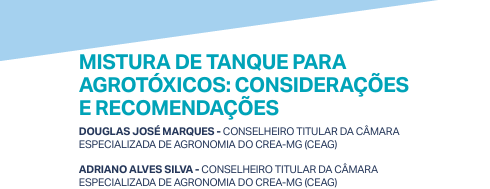 MISTURA DE TANQUE PARA
AGROTÓXICOS: CONSIDERAÇÕES
E RECOMENDAÇÕES
DOUGLAS JOSÉ MARQUES - CONSELHEIRO TITULAR DA CÂMARA
ESPECIALIZADA DE AGRONOMIA DO CREA-MG (CEAG)
ADRIANO ALVES SILVA - CONSELHEIRO TITULAR DA CÂMARA
ESPECIALIZADA DE AGRONOMIA DO CREA-MG (CEAG)